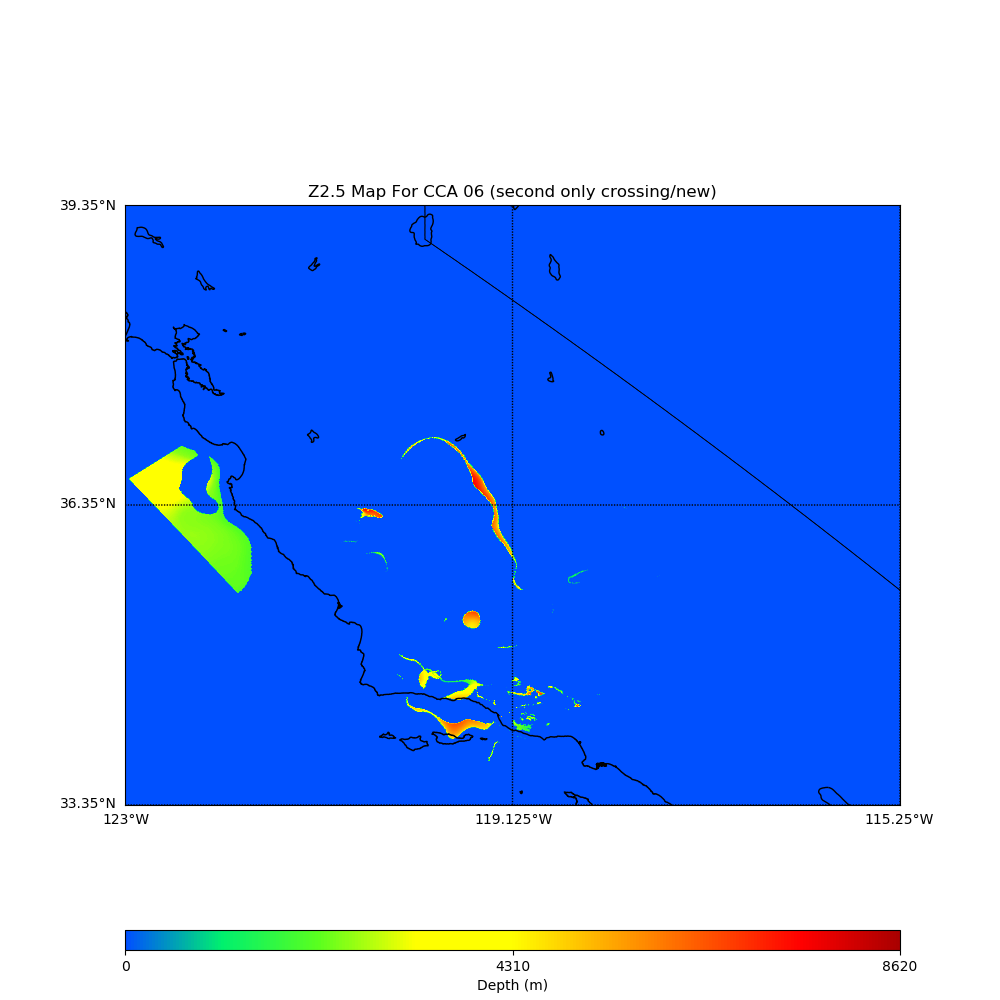 Z2.5 Map For CCA 06 (second only crossing/new)
39.35°N
36.35°N
33.35°N
123°W 119.125°W 115.25°W
0 4310 8620
Depth (m)